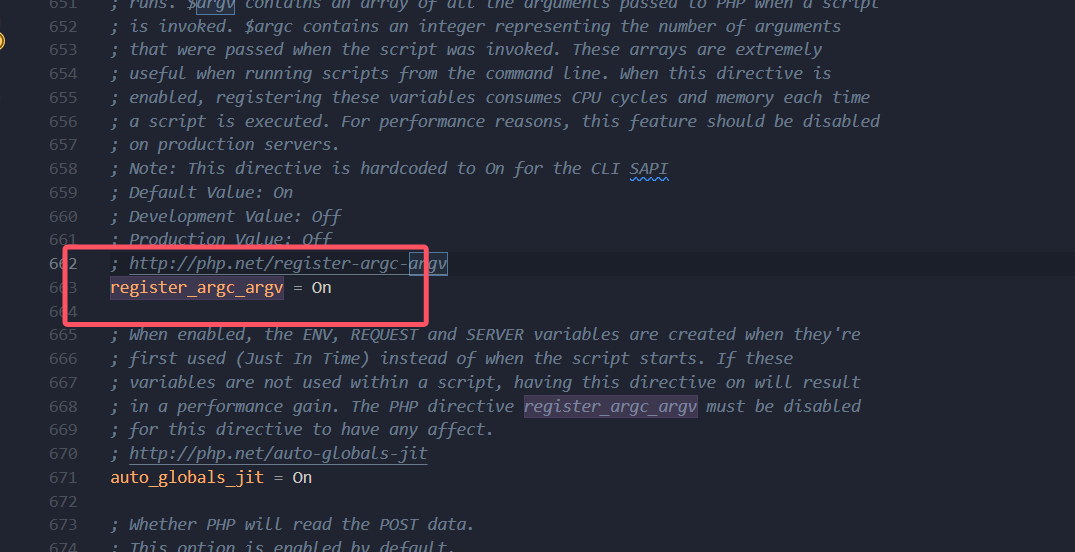 651 ; runs. $argv contains an array of all the arguments passed to PHP when a script
652 ; is invoked. $argc contains an integer representing the number of arguments
653 ; that were passed when the script was invoked. These arrays are extremely
654 ; useful when running scripts from the command line. When this directive is
655 ; enabled, registering these variables consumes CPU cycles and memory each time
656 ; a script is executed. For performance reasons, this feature should be disabled
657 ; on production servers.
658 ; Note: This directive is hardcoded to On for the CLI SAPI
659 ; Default Value: On
660 ; Development Value: Off
661 ; Production Value: Off
662 ; http://php.net/register-argc-argv
663 register_argc_argv = On
664
665 ; When enabled, the ENV, REQUEST and SERVER variables are created when they're
666 ; first used (Just In Time) instead of when the script starts. If these
667 ; variables are not used within a script, having this directive on will result
668 ; in a performance gain. The PHP directive register_argc_argv must be disabled
669 ; for this directive to have any affect.
670 ; http://php.net/auto-globals-jit
671 auto_globals_jit = On
672
673 ; Whether PHP will read the POST data.
674 ; This option is enabled by default.